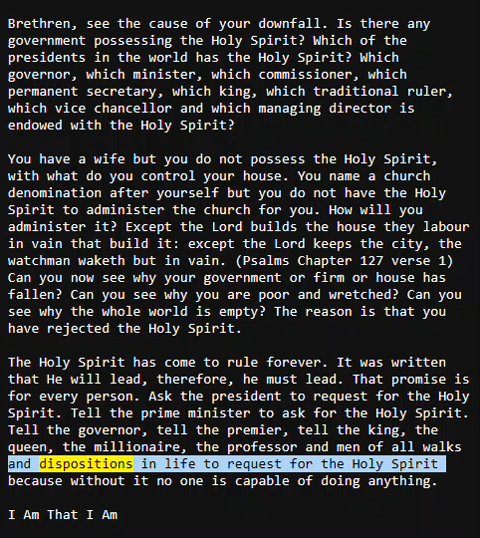 Brethren, see the cause of your downfall. Is there any
government possessing the Holy Spirit? Which of the
presidents in the world has the Holy Spirit? Which
governor, which minister, which commissioner, which
permanent secretary, which king, which traditional ruler,
which vice chancellor and which managing director is
endowed with the Holy Spirit?
You have a wife but you do not possess the Holy Spirit,
with what do you control your house. You name a church
denomination after yourself but you do not have the Holy
Spirit to administer the church for you. How will you
administer it? Except the Lord builds the house they labour
in vain that build it: except the Lord keeps the city, the
watchman waketh but in vain. (Psalms Chapter 127 verse 1)
Can you now see why your government or firm or house has
fallen? Can you see why you are poor and wretched? Can you
see why the whole world is empty? The reason is that you
have rejected the Holy Spirit.
The Holy Spirit has come to rule forever. It was written
that He will lead, therefore, he must lead. That promise is
for every person. Ask the president to request for the Holy
Spirit. Tell the prime minister to ask for the Holy Spirit.
Tell the governor, tell the premier, tell the king, the
queen, the millionaire, the professor and men of all walks
and dispositions in life to request for the Holy Spirit
because without it no one is capable of doing anything.
I Am That I Am